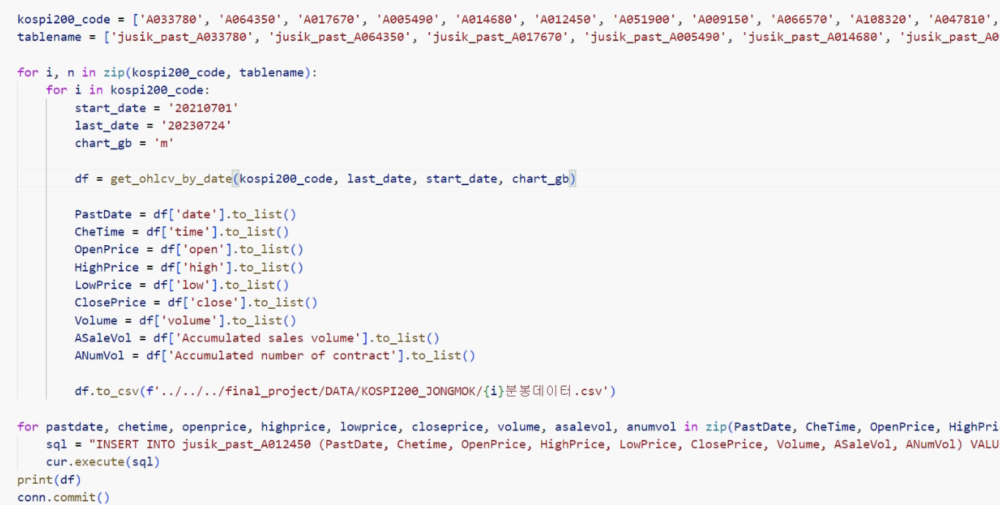 kospi200_code = ['A033780', 'A064350', 'A017670', 'A005490', 'A014680', 'A012450', 'A051900', 'A009150', 'A066570', 'A108320', 'A047810',
tablename = ['jusik_past_A033780', 'jusik_past_A064350', 'jusik_past_A017670', 'jusik_past_A005490', 'jusik_past_A014680', 'jusik_past_A0
for i, n in zip(kospi200_code, tablename):
    for i in kospi200_code:
        start_date = '20210701'
        last_date = '20230724'
        chart_gb = 'm'
        df = get_ohlcv_by_date(kospi200_code, last_date, start_date, chart_gb)
        PastDate = df['date'].to_list()
        CheTime = df['time'].to_list()
        OpenPrice = df['open'].to_list()
        HighPrice = df['high'].to_list()
        LowPrice = df['low'].to_list()
        ClosePrice = df['close'].to_list()
        Volume = df['volume'].to_list()
        ASaleVol = df['Accumulated sales volume'].to_list()
        ANumVol = df['Accumulated number of contract'].to_list()
        df.to_csv(f'../../../final_project/DATA/KOSPI200_JONGMOK/{i}분봉데이터.csv')
for pastdate, chetime, openprice, highprice, lowprice, closeprice, volume, asalevol, anumvol in zip(PastDate, CheTime, OpenPrice, HighPri
    sql = "INSERT INTO jusik_past_A012450 (PastDate, Chetime, OpenPrice, HighPrice, LowPrice, ClosePrice, Volume, ASaleVol, ANumVol) VALU
    cur.execute(sql)
print(df)
conn.commit()